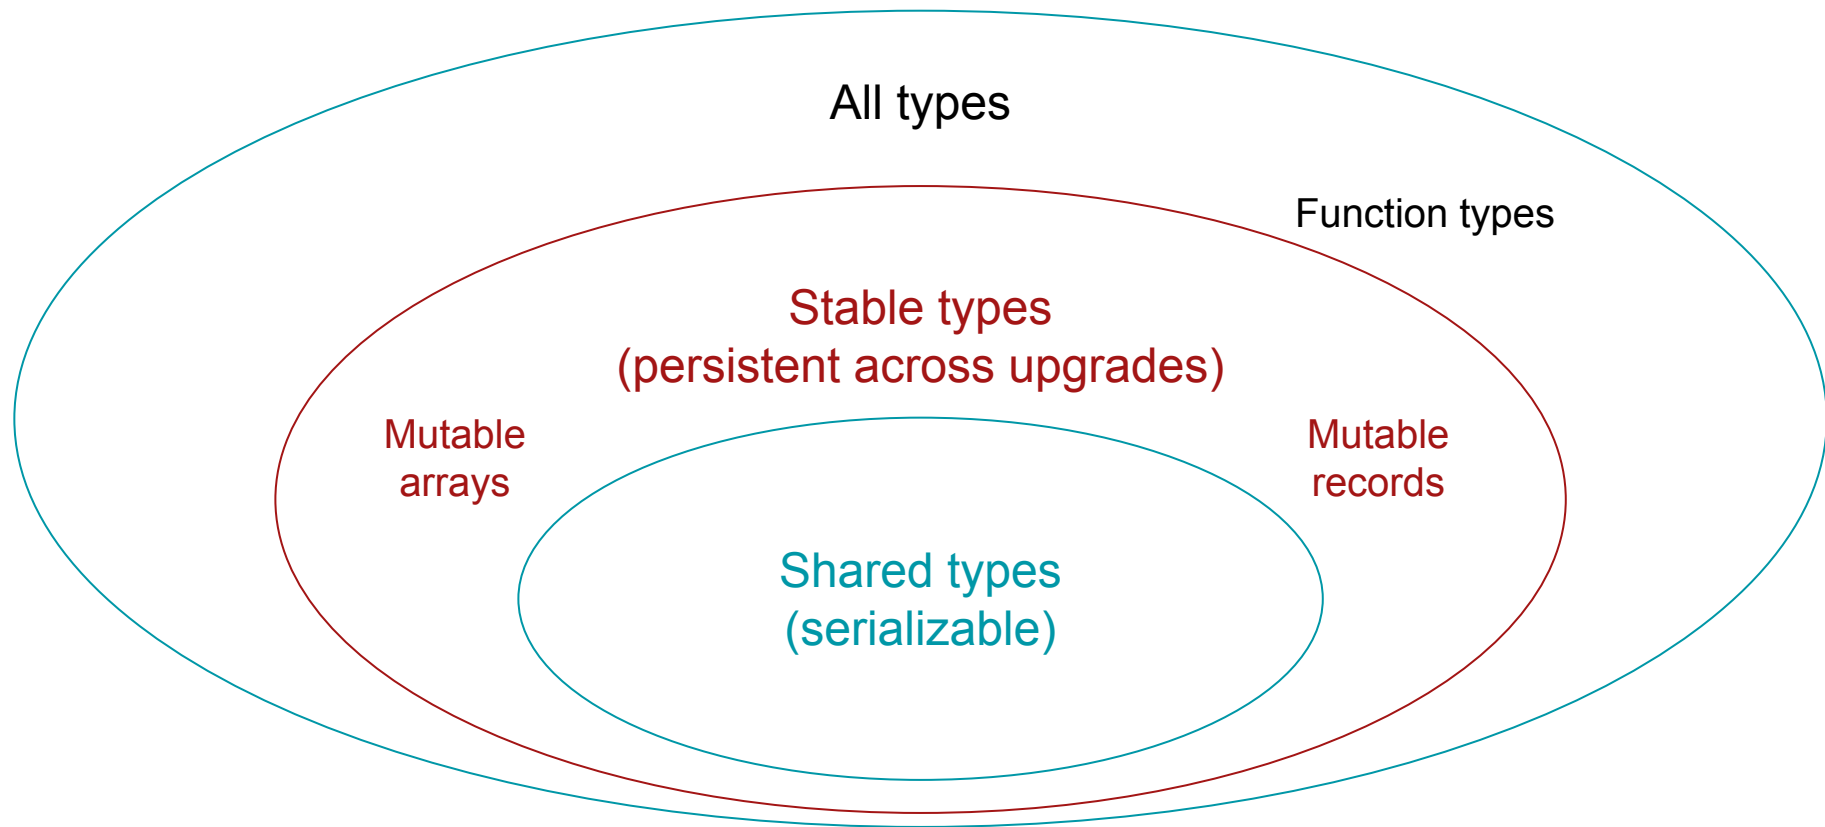 All types
Function types
Stable types
(persistent across upgrades)
Mutable
arrays
Mutable
records
Shared types
(serializable)